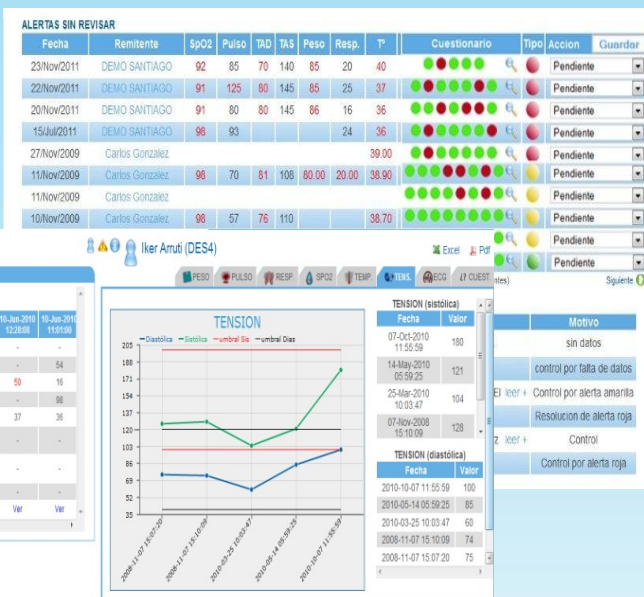 ALERTAS SIN REVISAR
Fecha Remitente SpO2 Pulso TAD TAS Peso Resp. Tº Cuestionario Tipo Accion Guardar
23/Nov/2011 DEMO SANTIAGO 92 85 70 140 85 20 40 Pendiente
22/Nov/2011 DEMO SANTIAGO 91 125 80 145 85 25 37 Pendiente
20/Nov/2011 DEMO SANTIAGO 91 80 80 145 86 16 36 Pendiente
15/Jul/2011 DEMO SANTIAGO 98 93 24 36 Pendiente
27/Nov/2009 Carlos Gonzalez 39.00 Pendiente
11/Nov/2009 Carlos Gonzalez 98 70 81 108 80.00 20.00 38.90 Pendiente
11/Nov/2009 Carlos Gonzalez Pendiente
10/Nov/2009 Carlos Gonzalez 98 57 76 110 38.70 Pendiente
Pendiente
Pendiente
Siguiente
Iker Arruti (DES4) Excel Pdf
PESO PULSO RESP SPO2 TEMP. TENS. ECG CUEST.
10-Jun-2010 12:28:00
10-Jun-2010 11:01:00
- -
- 54
50 16
- 98
37 36
- -
- -
- -
Ver Ver
TENSION
Diastólica Sistólica umbral Sis umbral Dias
205
188
171
154
137
120
103
86
69
52
35
2008-11-07 15:07:20
2008-11-07 15:10:09
2010-03-25 10:03:47
2010-05-14 05:59:25
2010-10-07 11:55:59
TENSION (sistólica)
Fecha Valor
07-Oct-2010 11:55:59 180
14-May-2010 05:59:25 121
25-Mar-2010 10:03:47 104
07-Nov-2008 15:10:09 128
TENSION (diastólica)
Fecha Valor
2010-10-07 11:55:59 100
2010-05-14 05:59:25 85
2010-03-25 10:03:47 60
2008-11-07 15:10:09 74
2008-11-07 15:07:20 75
Motivo
sin datos
control por falta de datos
El leer + Control por alerta amarilla
Resolucion de alerta roja
leer + Control
Control por alerta roja